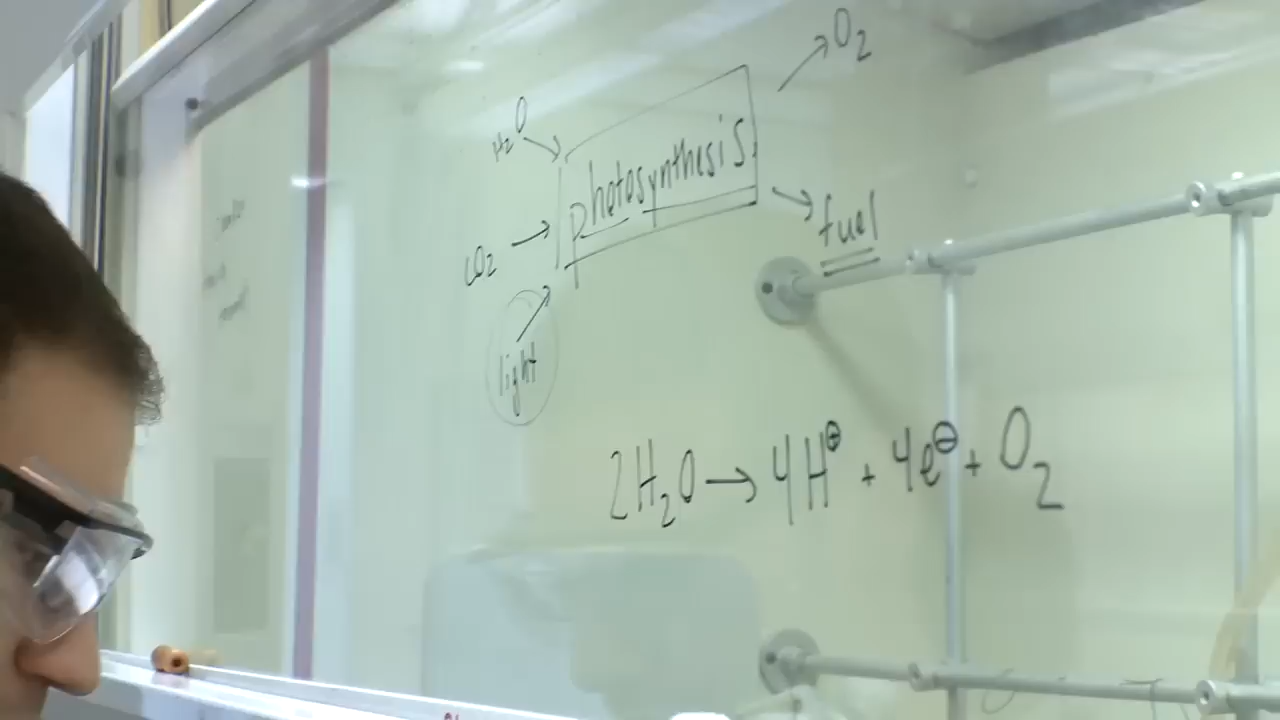 O₂
H₂O
photosynthesis
fuel
CO₂
light
2H₂O → 4H⊕ + 4e⊖ + O₂